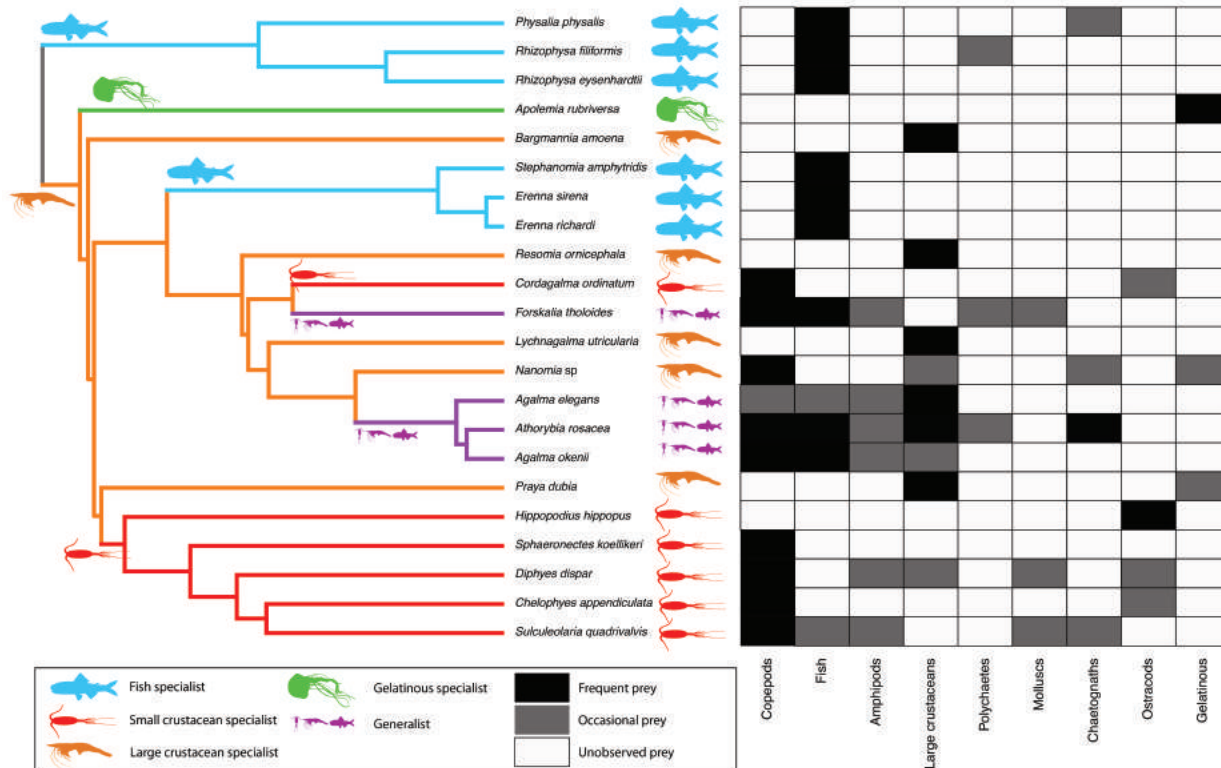 Physalia physalis
Rhizophysa filiformis
Rhizophysa eysenhardtii
Apolemia rubriversa
Bargmannia amoena
Stephanomia amphytridis
Erenna sirena
Erenna richardi
Resomia ornicephala
Cordagalma ordinatum
Forskalia tholoides
Lychnagalma utricularia
Nanomia sp
Agalma elegans
Athorybia rosacea
Agalma okenii
Praya dubia
Hippopodius hippopus
Sphaeronectes koellikeri
Diphyes dispar
Chelophyes appendiculata
Sulculeolaria quadrivalvis
Copepods
Fish
Amphipods
Large crustaceans
Polychaetes
Molluscs
Chaetognaths
Ostracods
Gelatinous
Fish specialist
Small crustacean specialist
Large crustacean specialist
Gelatinous specialist
Generalist
Frequent prey
Occasional prey
Unobserved prey